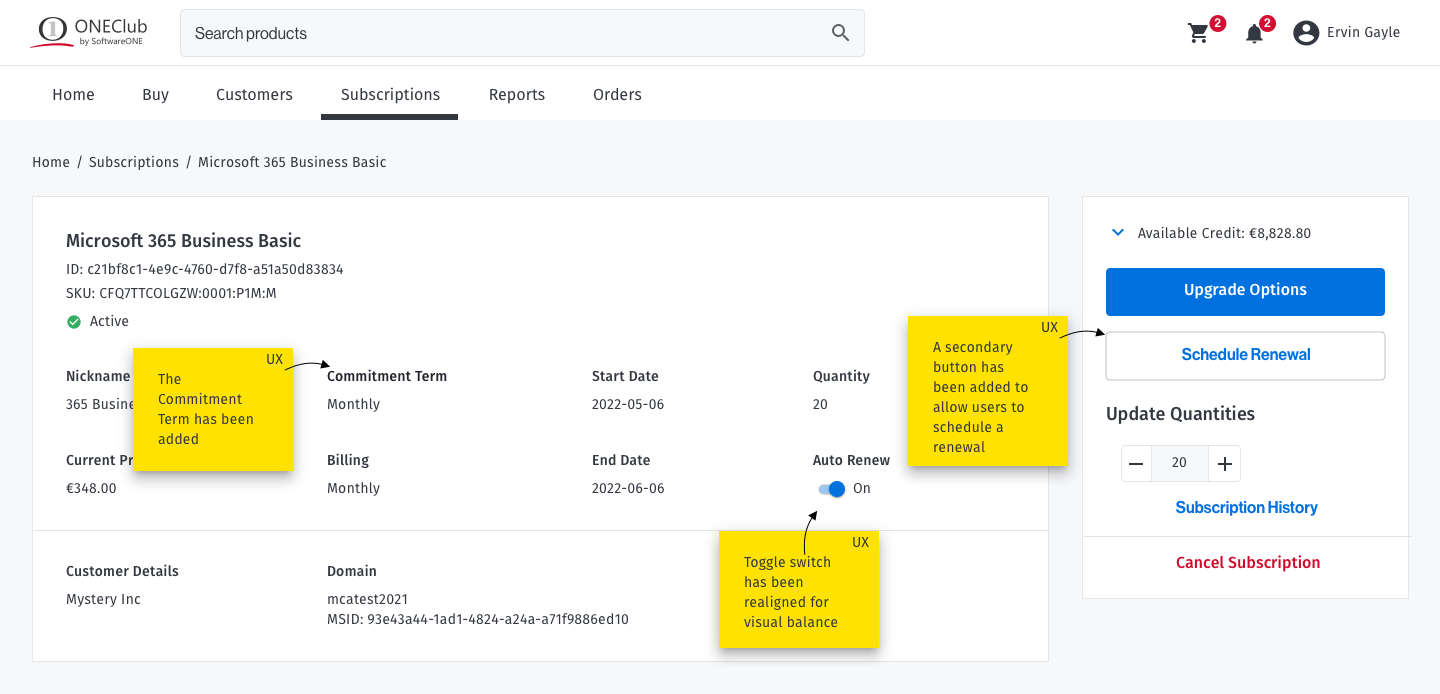 ONEClub
by SoftwareONE
Search products
2
2
Ervin Gayle
Home
Buy
Customers
Subscriptions
Reports
Orders
Home / Subscriptions / Microsoft 365 Business Basic
Microsoft 365 Business Basic
ID: c21bf8c1-4e9c-4760-d7f8-a51a50d83834
SKU: CFQ7TTCOLGZW:0001:P1M:M
Active
Nickname
365 Busine
UX
The
Commitment
Term has been
added
Commitment Term
Monthly
Start Date
2022-05-06
Quantity
20
Current Pr
€348.00
Billing
Monthly
End Date
2022-06-06
Auto Renew
On
UX
Toggle switch
has been
realigned for
visual balance
Customer Details
Mystery Inc
Domain
mcatest2021
MSID: 93e43a44-1ad1-4824-a24a-a71f9886ed10
UX
A secondary
button has
been added to
allow users to
schedule a
renewal
Available Credit: €8,828.80
Upgrade Options
Schedule Renewal
Update Quantities
20
Subscription History
Cancel Subscription